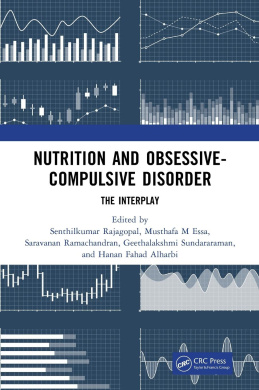 NUTRITION AND OBSESSIVE-
COMPULSIVE DISORDER
THE INTERPLAY
Edited by
Senthilkumar Rajagopal, Musthafa M Essa,
Saravanan Ramachandran, Geethalakshmi Sundararaman,
and Hanan Fahad Alharbi
CRC Press
Taylor & Francis Group